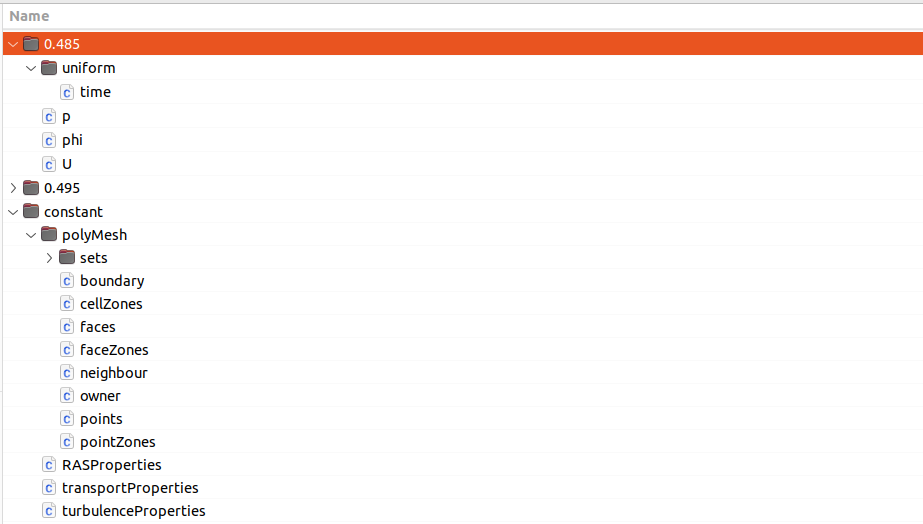 Name
0.485
uniform
time
p
phi
U
0.495
constant
polyMesh
sets
boundary
cellZones
faces
faceZones
neighbour
owner
points
pointZones
RASProperties
transportProperties
turbulenceProperties